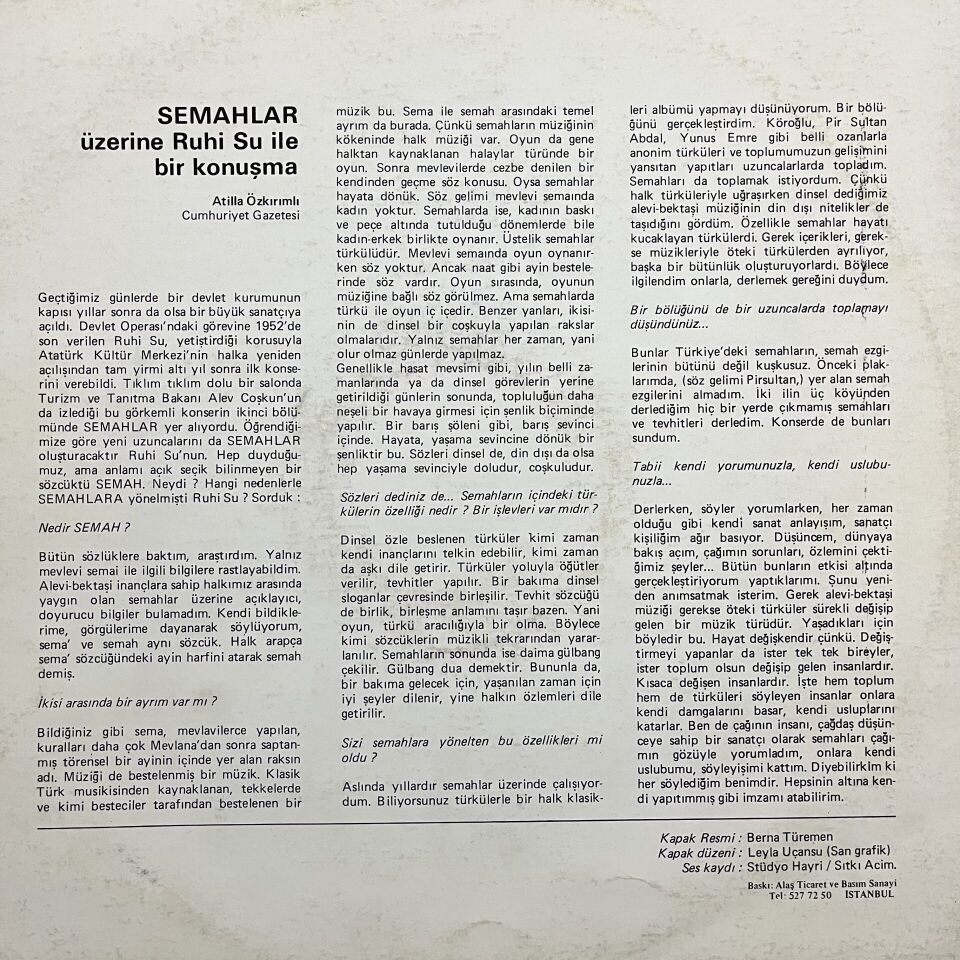 SEMAHLAR
üzerine Ruhi Su ile
bir konuşma
Atilla Özkırımlı
Cumhuriyet Gazetesi
Geçtiğimiz günlerde bir devlet kurumunun
kapısı yıllar sonra da olsa bir büyük sanatçıya
açıldı. Devlet Operası'ndaki görevine 1952'de
son verilen Ruhi Su, yetiştirdiği korusuyla
Atatürk Kültür Merkezi'nin halka yeniden
açılışından tam yirmi altı yıl sonra ilk konse-
rini verebildi. Tıklım tıklım dolu bir salonda
Turizm ve Tanıtma Bakanı Alev Coşkun'un
da izlediği bu görkemli konserin ikinci bölü-
münde SEMAHLAR yer alıyordu. Öğrendiği-
mize göre yeni uzunçalarını da SEMAHLAR
oluşturacaktır Ruhi Su'nun. Hep duyduğu-
muz, ama anlamı açık seçik bilinmeyen bir
sözcüktü SEMAH. Neydi ? Hangi nedenlerle
SEMAHLARA yönelmişti Ruhi Su ? Sorduk :
Nedir SEMAH ?
Bütün sözlüklere baktım, araştırdım. Yalnız
mevlevi semai ile ilgili bilgilere rastlayabildim.
Alevi-bektaşi inançlara sahip halkımız arasında
yaygın olan semahlar üzerine açıklayıcı,
doyurucu bilgiler bulamadım. Kendi bildikle-
rime, görgülerime dayanarak söylüyorum,
sema' ve semah aynı sözcük. Halk arapça
sema' sözcüğündeki ayin harfini atarak semah
demiş.
İkisi arasında bir ayrım var mı ?
Bildiğiniz gibi sema, mevlavilerce yapılan,
kuralları daha çok Mevlana'dan sonra saptan-
mış törensel bir ayinin içinde yer alan raksın
adı. Müziği de bestelenmiş bir müzik. Klasik
Türk musikisinden kaynaklanan, tekkelerde
ve kimi besteciler tarafından bestelenen bir
müzik bu. Sema ile semah arasındaki temel
ayrım da burada. Çünkü semahların müziğinin
kökeninde halk müziği var. Oyun da gene
halktan kaynaklanan halaylar türünde bir
oyun. Sonra mevlevilerde cezbe denilen bir
kendinden geçme söz konusu. Oysa semahlar
hayata dönük. Söz gelimi mevlevi semaında
kadın yoktur. Semahlarda ise, kadının baskı
ve peçe altında tutulduğu dönemlerde bile
kadın-erkek birlikte oynanır. Üstelik semahlar
türkülüdür. Mevlevi semaında oyun oynanır-
ken söz yoktur. Ancak naat gibi ayin bestele-
rinde söz vardır. Oyun sırasında, oyunun
müziğine bağlı söz görülmez. Ama semahlarda
türkü ile oyun iç içedir. Benzer yanları, ikisi-
nin de dinsel bir coşkuyla yapılan rakslar
olmalarıdır. Yalnız semahlar her zaman, yani
olur olmaz günlerde yapılmaz.
Genellikle hasat mevsimi gibi, yılın belli za-
manlarında ya da dinsel görevlerin yerine
getirildiği günlerin sonunda, topluluğun daha
neşeli bir havaya girmesi için şenlik biçiminde
yapılır. Bir barış şöleni gibi, barış sevinci
içinde. Hayata, yaşama sevincine dönük bir
şenliktir bu. Sözleri dinsel de, din dışı da olsa
hep yaşama sevinciyle doludur, coşkuludur.
Sözleri dediniz de... Semahların içindeki tür-
külerin özelliği nedir ? Bir işlevleri var mıdır ?
Dinsel özle beslenen türküler kimi zaman
kendi inançlarını telkin edebilir, kimi zaman
da aşkı dile getirir. Türküler yoluyla öğütler
verilir, tevhitler yapılır. Bir bakıma dinsel
sloganlar çevresinde birleşilir. Tevhit sözcüğü
de birlik, birleşme anlamını taşır bazen. Yani
oyun, türkü aracılığıyla bir olma. Böylece
kimi sözcüklerin müzikli tekrarından yarar-
lanılır. Semahların sonunda ise daima gülbang
çekilir. Gülbang dua demektir. Bununla da,
bir bakıma gelecek için, yaşanılan zaman için
iyi şeyler dilenir, yine halkın özlemleri dile
getirilir.
Sizi semahlara yönelten bu özellikleri mi
oldu ?
Aslında yıllardır semahlar üzerinde çalışıyor-
dum. Biliyorsunuz türkülerle bir halk klasik-
leri albümü yapmayı düşünüyorum. Bir bölü-
ğünü gerçekleştirdim. Köroğlu, Pir Sultan
Abdal, Yunus Emre gibi belli ozanlarla
anonim türküleri ve toplumumuzun gelişimini
yansıtan yapıtları uzuncalarlarda topladım.
Semahları da toplamak istiyordum. Çünkü
halk türküleriyle uğraşırken dinsel dediğimiz
alevi-bektaşi müziğinin din dışı nitelikler de
taşıdığını gördüm. Özellikle semahlar hayatı
kucaklayan türkülerdi. Gerek içerikleri, gerek-
se müzikleriyle öteki türkülerden ayrılıyor,
başka bir bütünlük oluşturuyorlardı. Böylece
ilgilendim onlarla, derlemek gereğini duydum.
Bir bölüğünü de bir uzuncalarda toplamayı
düşündünüz...
Bunlar Türkiye'deki semahların, semah ezgi-
lerinin bütünü değil kuşkusuz. Önceki plak-
larımda, (söz gelimi Pirsultan,) yer alan semah
ezgilerini almadım. İki ilin üç köyünden
derlediğim hiç bir yerde çıkmamış semahları
ve tevhitleri derledim. Konserde de bunları
sundum.
Tabii kendi yorumunuzla, kendi uslubu-
nuzla...
Derlerken, söyler yorumlarken, her zaman
olduğu gibi kendi sanat anlayışım, sanatçı
kişiliğim ağır basıyor. Düşüncem, dünyaya
bakış açım, çağımın sorunları, özlemini çekti-
ğimiz şeyler... Bütün bunların etkisi altında
gerçekleştiriyorum yaptıklarımı. Şunu yeni-
den anımsatmak isterim. Gerek alevi-bektaşi
müziği gerekse öteki türküler sürekli değişip
gelen bir müzik türüdür. Yaşadıkları için
böyledir bu. Hayat değişkendir çünkü. Değiş-
tirmeyi yapanlar da ister tek tek bireyler,
ister toplum olsun değişip gelen insanlardır.
Kısaca değişen insanlardır. İşte hem toplum
hem de türküleri söyleyen insanlar onlara
kendi damgalarını basar, kendi usluplarını
katarlar. Ben de çağının insanı, çağdaş düşün-
ceye sahip bir sanatçı olarak semahları çağı-
mın gözüyle yorumladım, onlara kendi
uslubumu, söyleyişimi kattım. Diyebilirkim ki
her söylediğim benimdir. Hepsinin altına ken-
di yapıtımmış gibi imzamı atabilirim.
Kapak Resmi : Berna Türemen
Kapak düzeni : Leyla Uçansu (San grafik)
Ses kaydı : Stüdyo Hayri / Sıtkı Acim.
Baskı: Alaş Ticaret ve Basım Sanayi
Tel: 527 72 50 İSTANBUL